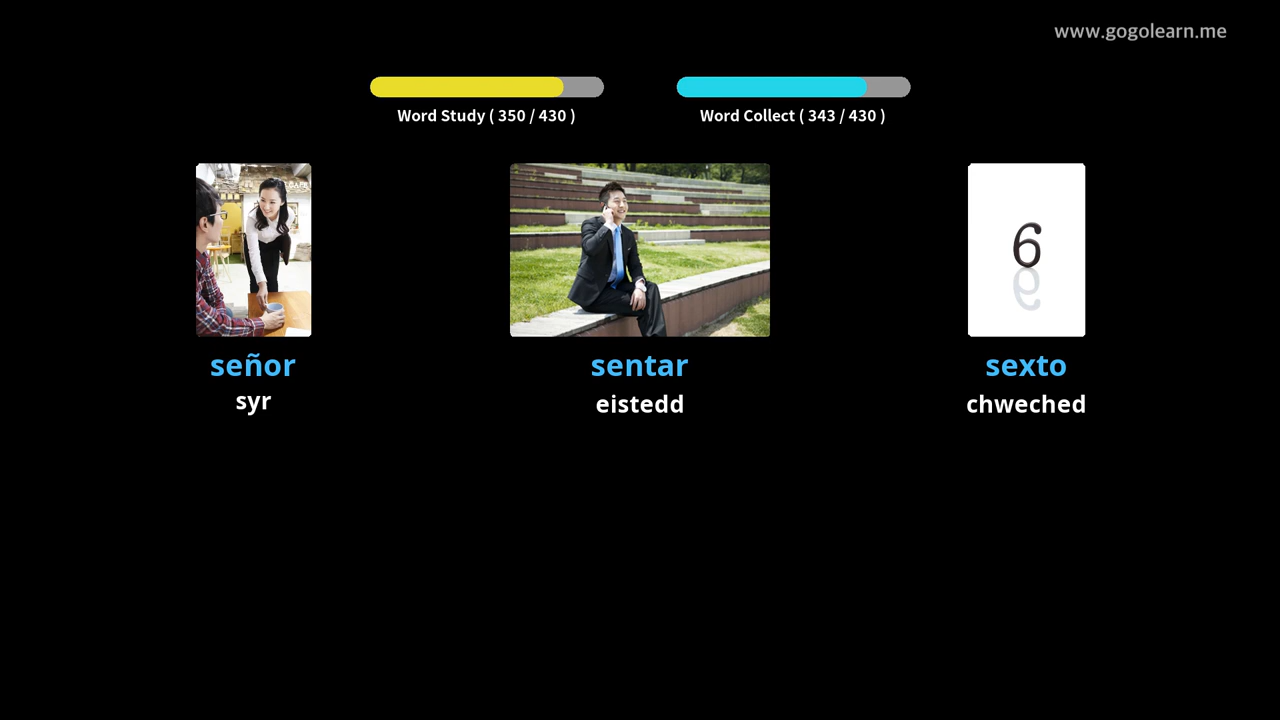 www.gogolearn.me
Word Study ( 350 / 430 )
Word Collect ( 343 / 430 )
6
señor
sentar
sexto
syr
eistedd
chweched